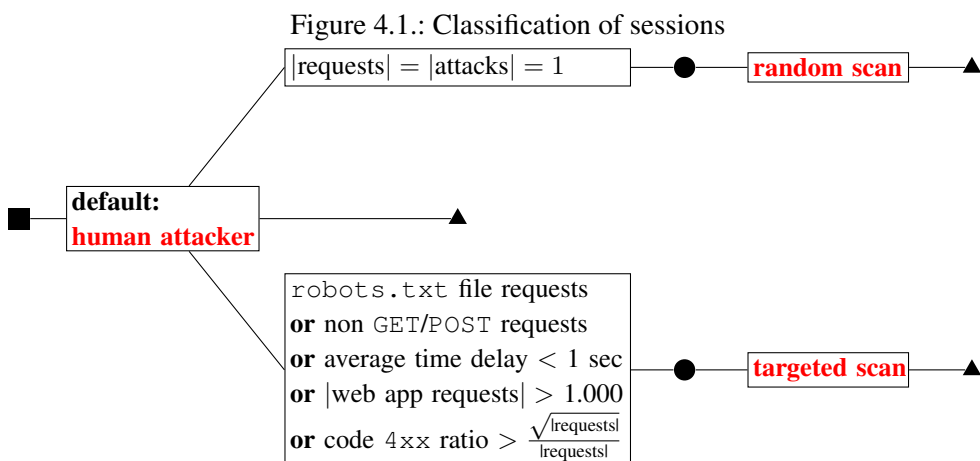 Figure 4.1.: Classification of sessions
|requests| = |attacks| = 1
random scan
default:
human attacker
robots.txt file requests
or non GET/POST requests
or average time delay < 1 sec
or |web app requests| > 1.000
or code 4xx ratio > √|requests| / |requests|
targeted scan